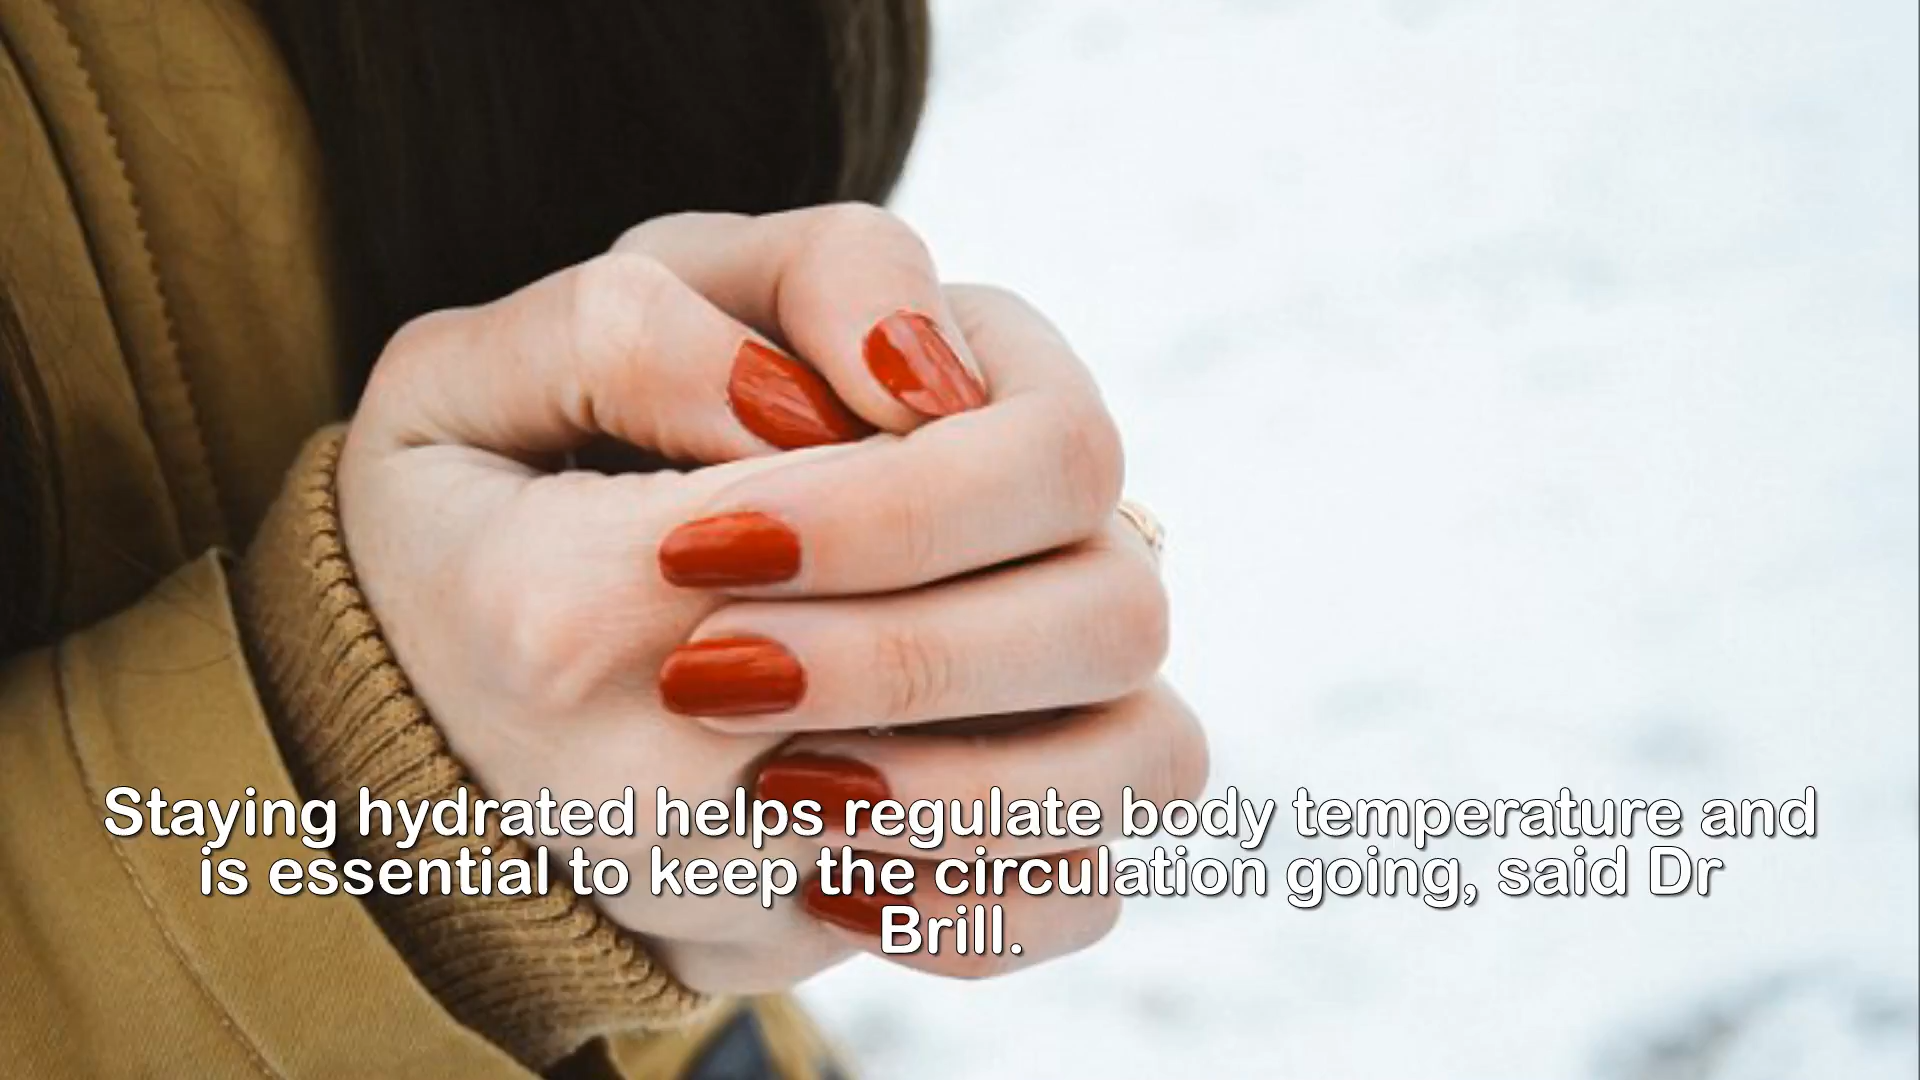 Staying hydrated helps regulate body temperature and
is essential to keep the circulation going, said Dr
Brill.